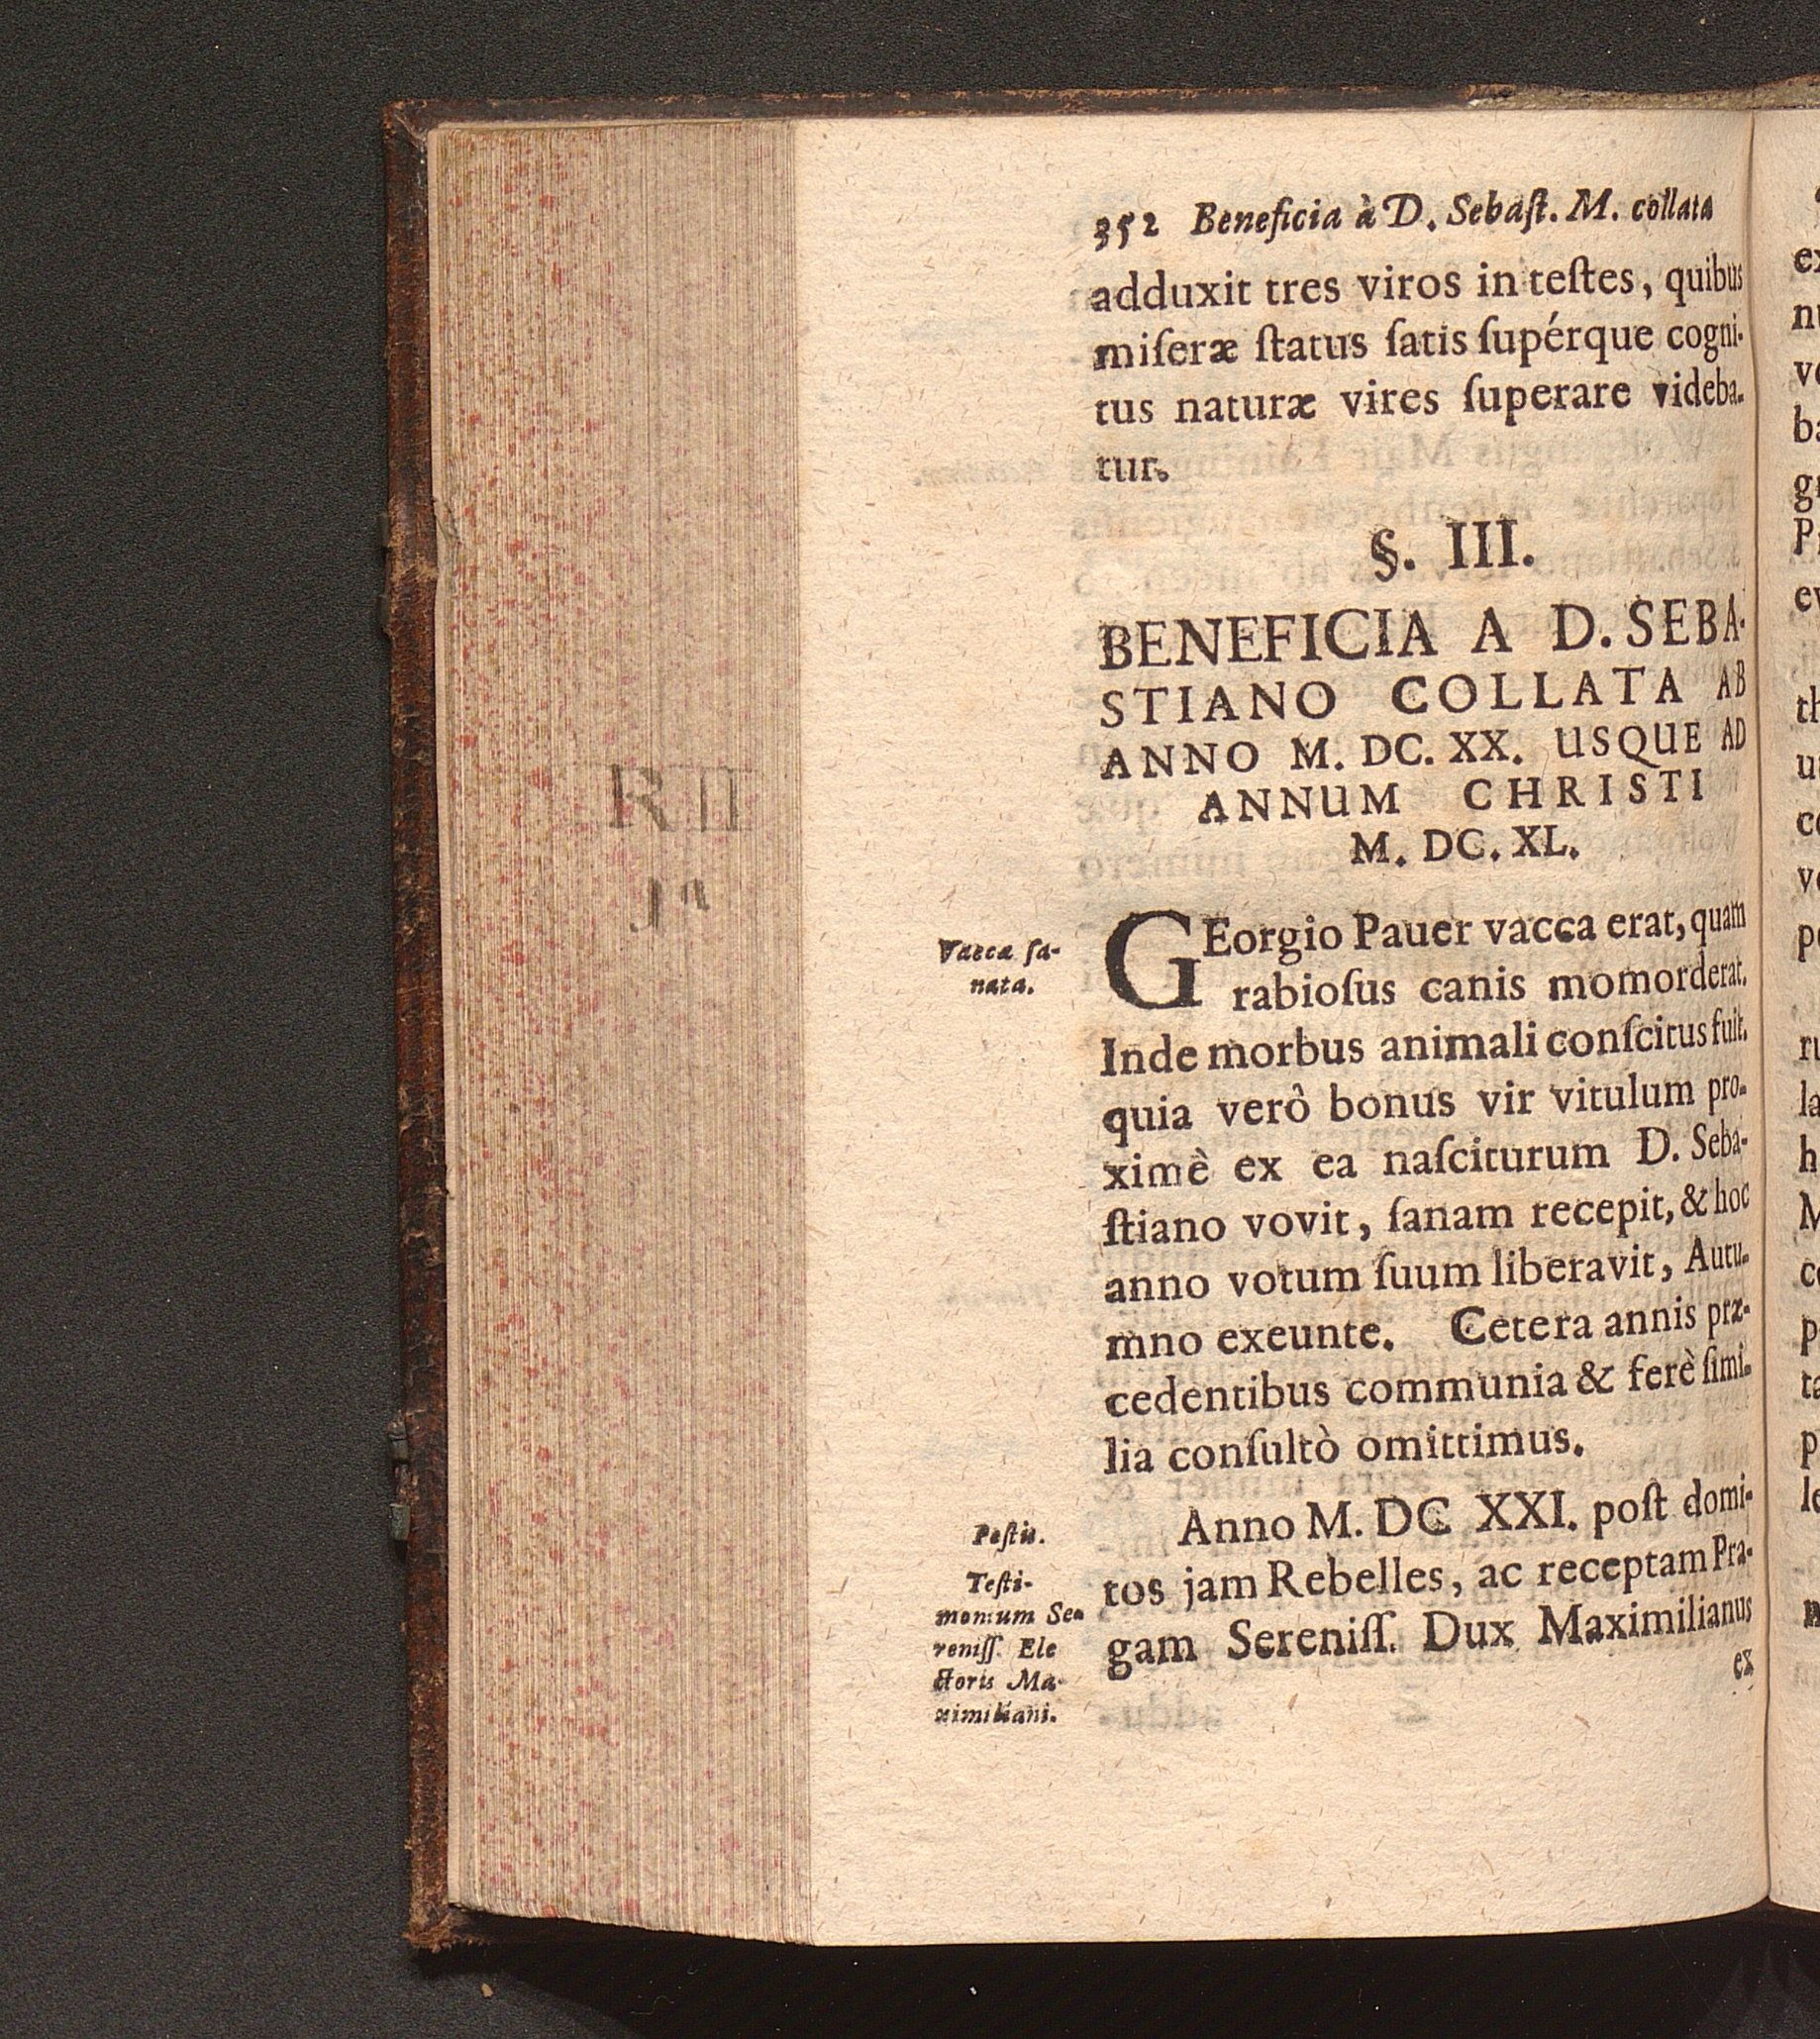 352 Beneficia à D. Sebaſt. M. collata
adduxit tres viros in teſtes, quibus
miſeræ ſtatus ſatis ſupérque cogni-
tus naturæ vires ſuperare videba-
tur.
§. III.
BENEFICIA A D. SEBA-
STIANO COLLATA AB
ANNO M. DC. XX. USQUE AD
ANNUM CHRISTI
M. DC. XL.
Vacca ſa-
nata.
GEorgio Pauer vacca erat, quam
rabioſus canis momorderat.
Inde morbus animali conſcitus fuit.
quia verò bonus vir vitulum pro-
ximè ex ea naſciturum D. Seba-
ſtiano vovit, ſanam recepit, & hoc
anno votum ſuum liberavit, Autu-
mno exeunte. Cetera annis præ-
cedentibus communia & ferè ſimi-
lia conſultò omittimus.
Peſtis.
Teſti-
monium Se-
reniſſ. Ele
ctoris Ma-
ximiliani.
Anno M. DC XXI. poſt domi-
tos jam Rebelles, ac receptam Pra-
gam Sereniſſ. Dux Maximilianus
ex